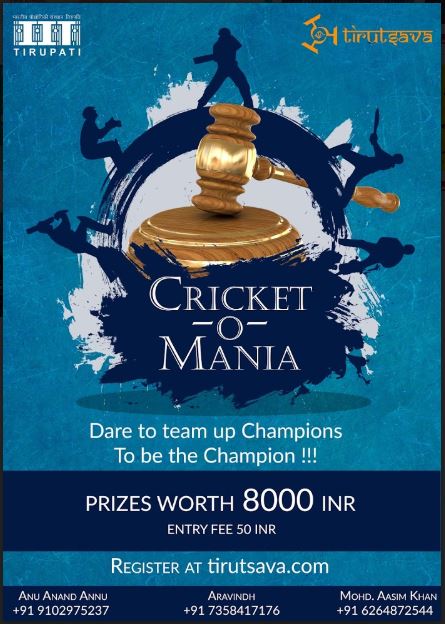 TIRUPATI
tirutsava
CRICKET
-O-
MANIA
Dare to team up Champions
To be the Champion !!!
PRIZES WORTH 8000 INR
ENTRY FEE 50 INR
REGISTER AT tirutsava.com
ANU ANAND ANNU ARAVINDH MOHD. AASIM KHAN
+91 9102975237 +91 7358417176 +91 6264872544